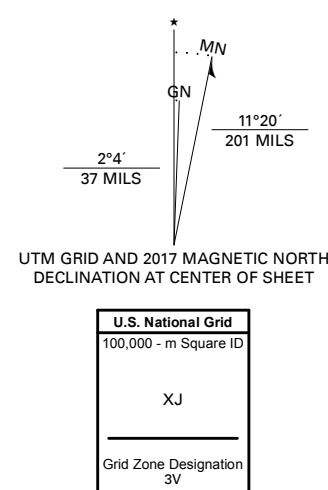 ★
MN
GN
11°20´
201 MILS
2°4´
37 MILS
UTM GRID AND 2017 MAGNETIC NORTH
DECLINATION AT CENTER OF SHEET
U.S. National Grid
100,000 - m Square ID
XJ
Grid Zone Designation
3V